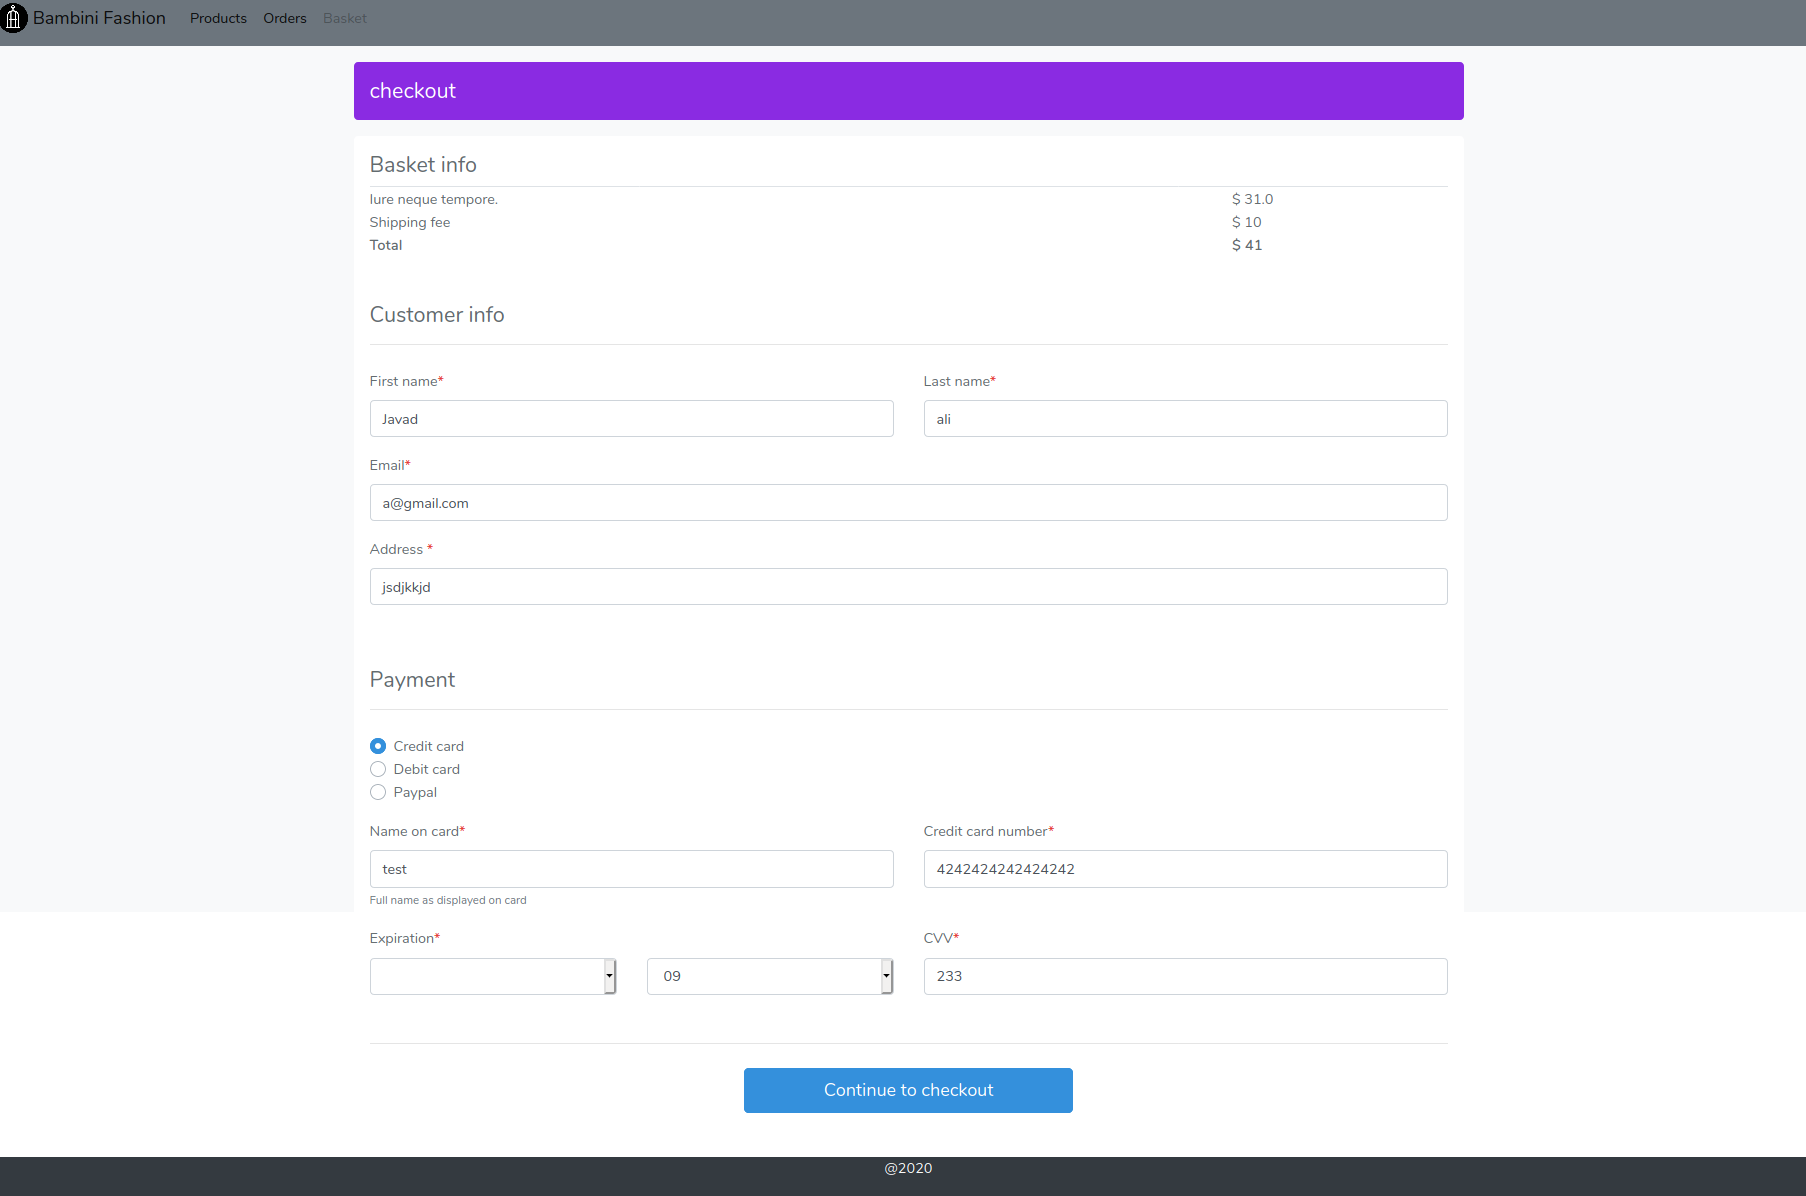 Bambini Fashion Products Orders Basket
checkout
Basket info
Iure neque tempore. $ 31.0
Shipping fee $ 10
Total $ 41
Customer info
First name* Last name*
Javad ali
Email*
a@gmail.com
Address *
jsdjkkjd
Payment
Credit card
Debit card
Paypal
Name on card* Credit card number*
test 4242424242424242
Full name as displayed on card
Expiration* CVV*
09 233
Continue to checkout
@2020